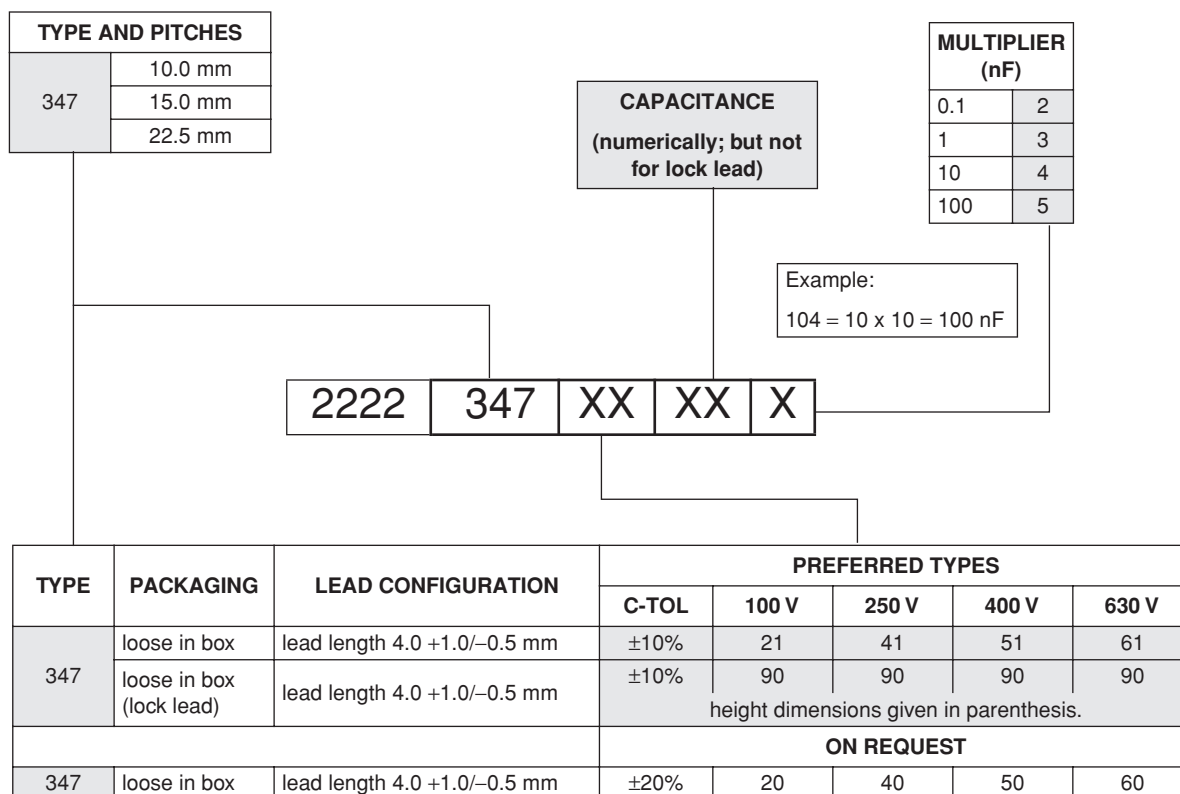 TYPE AND PITCHES
347
10.0 mm
15.0 mm
22.5 mm
CAPACITANCE
(numerically; but not
for lock lead)
MULTIPLIER
(nF)
0.1 2
1 3
10 4
100 5
Example:
104 = 10 x 10 = 100 nF
2222 347 XX XX X
TYPE PACKAGING LEAD CONFIGURATION PREFERRED TYPES
C-TOL 100 V 250 V 400 V 630 V
347 loose in box lead length 4.0 +1.0/−0.5 mm ±10% 21 41 51 61
loose in box
(lock lead) lead length 4.0 +1.0/−0.5 mm ±10% 90 90 90 90
height dimensions given in parenthesis.
ON REQUEST
347 loose in box lead length 4.0 +1.0/−0.5 mm ±20% 20 40 50 60